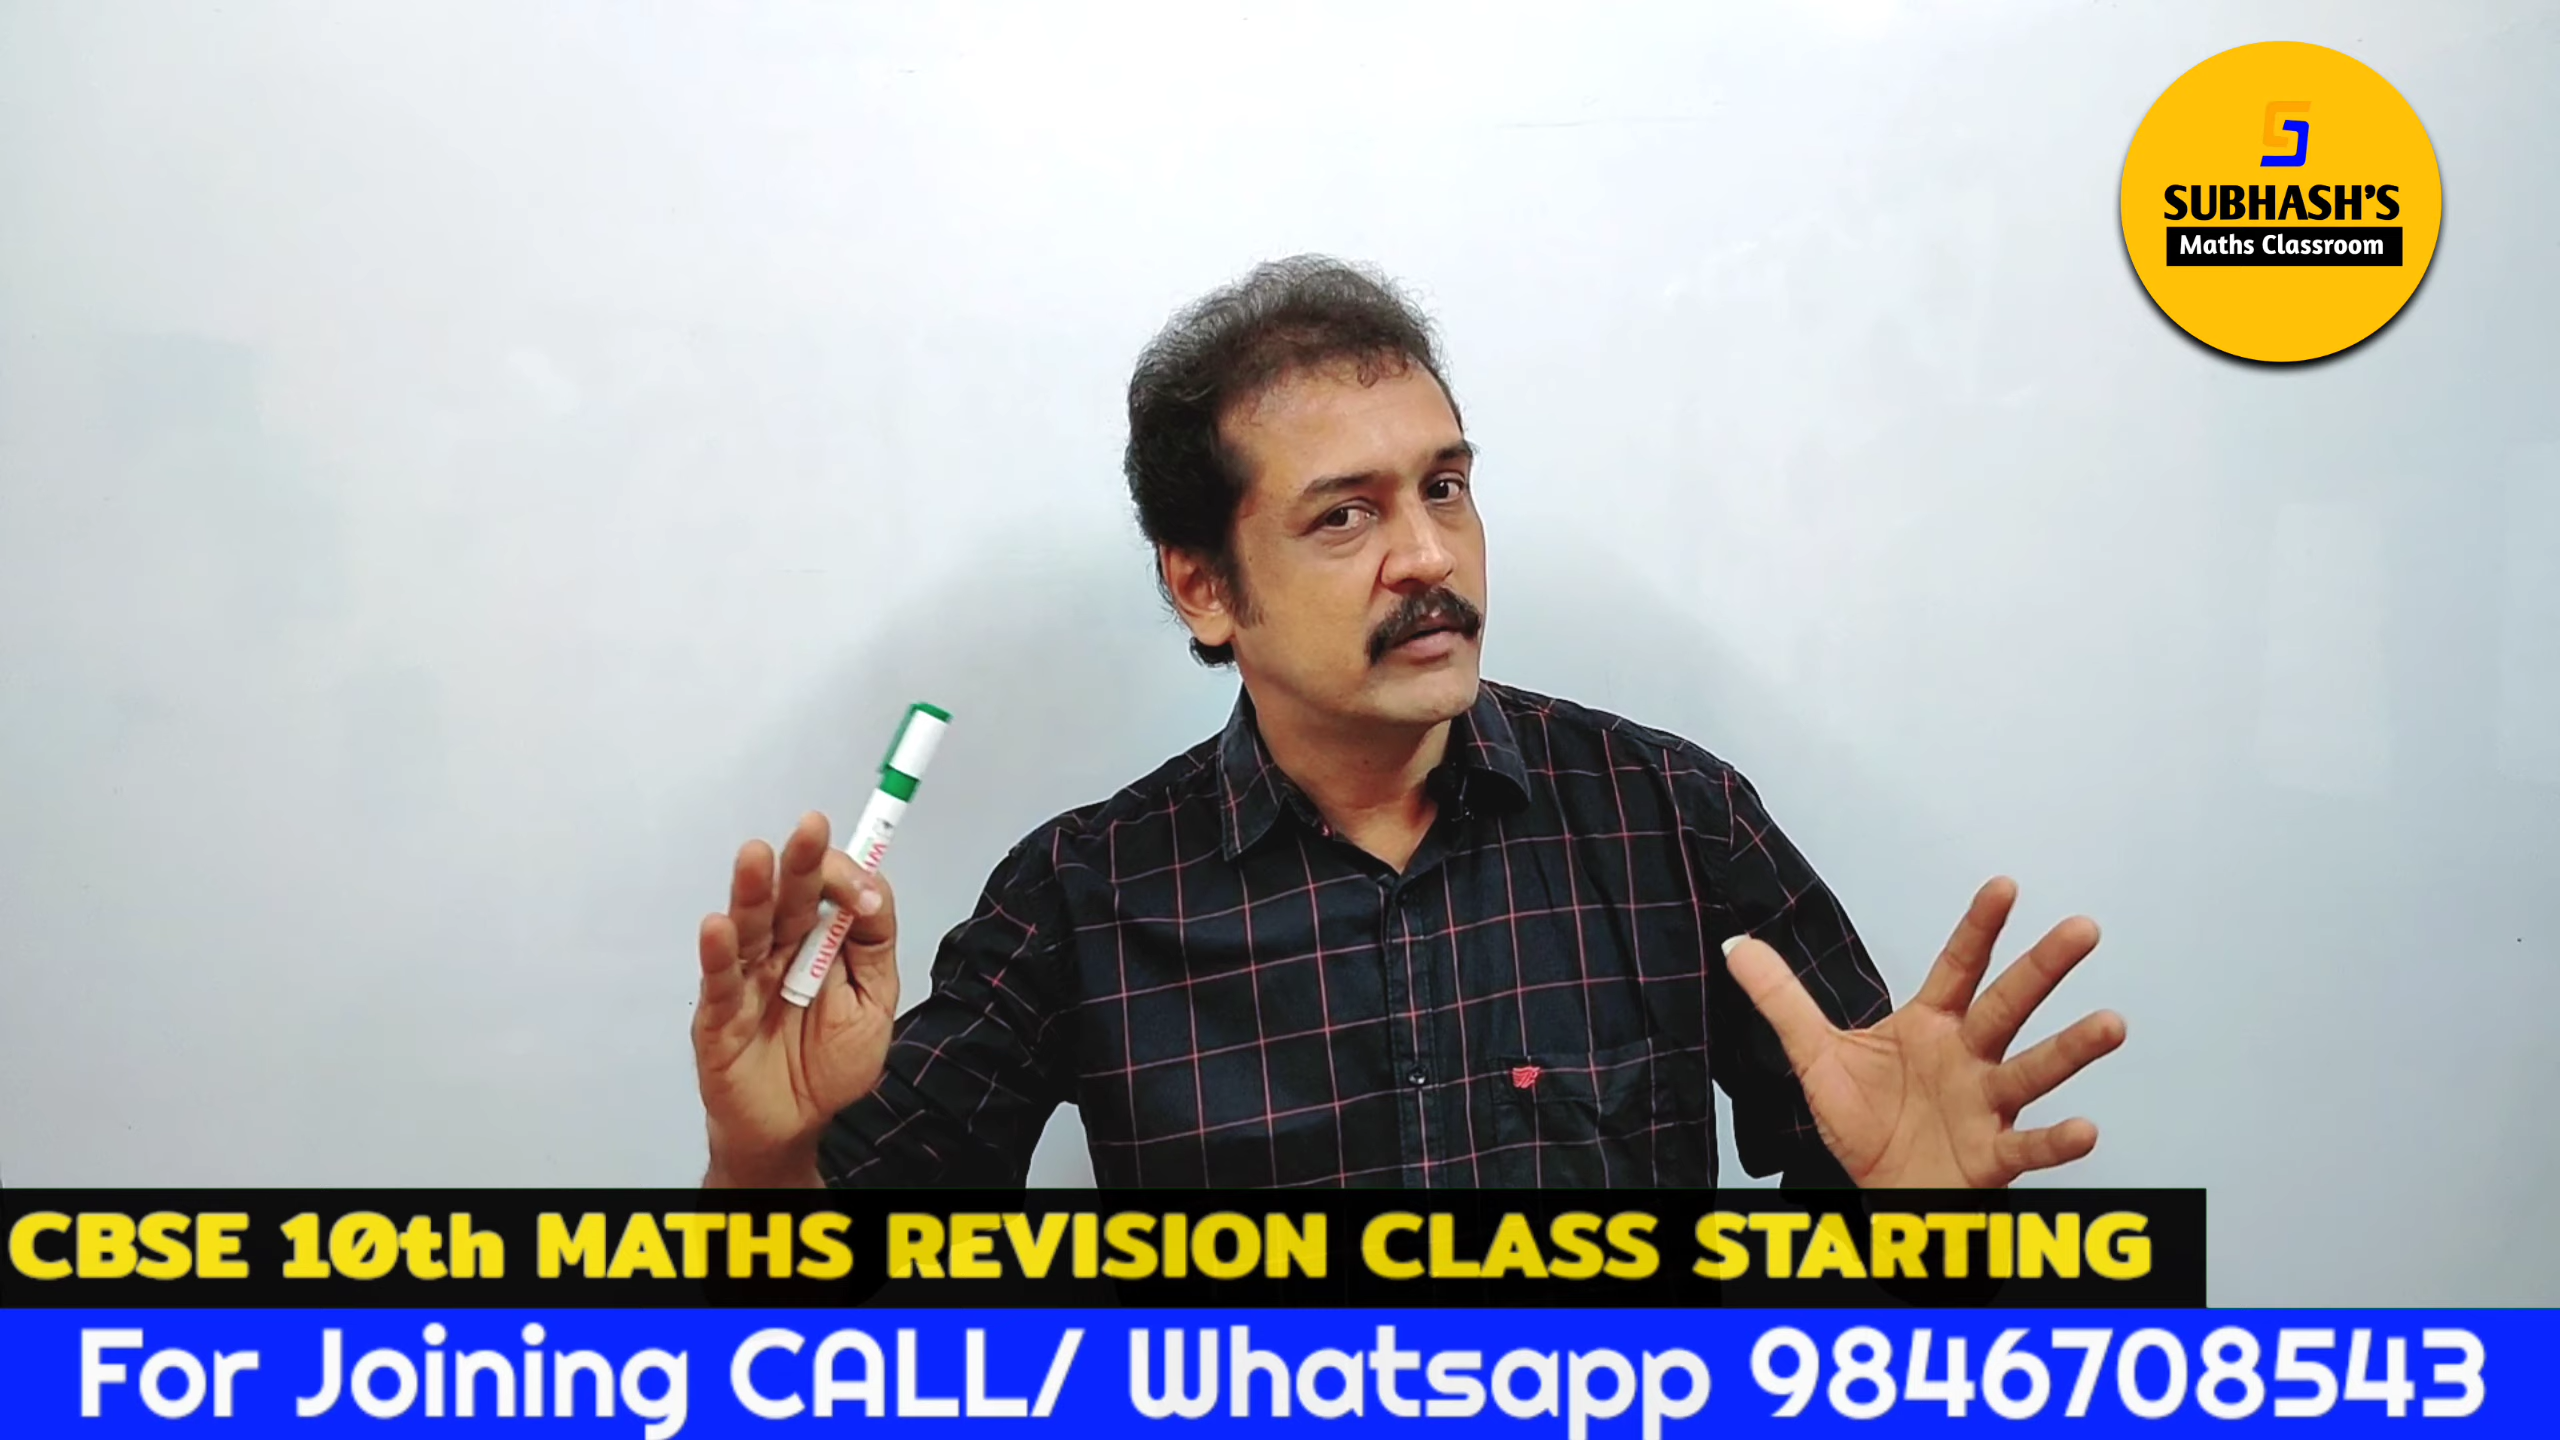 SUBHASH'S
Maths Classroom
CBSE 10th MATHS REVISION CLASS STARTING
For Joining CALL/ Whatsapp 9846708543